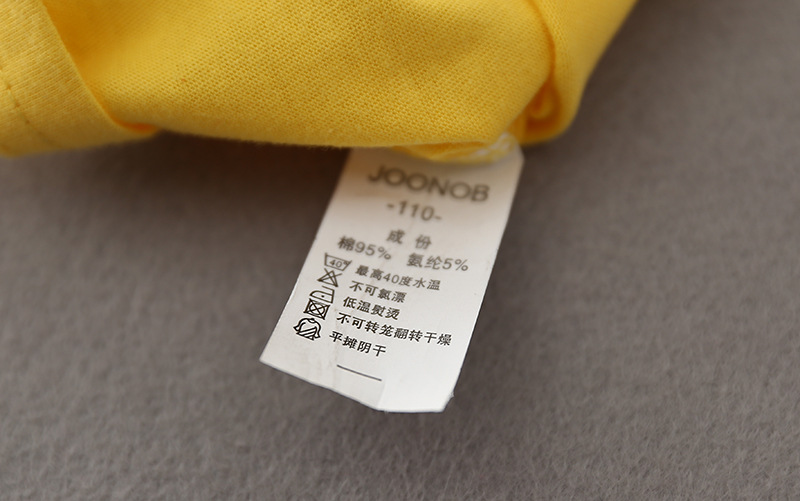 JOONOB
-110-
成 份
棉95% 氨纶5%
40° 最高40度水温
不可氯漂
低温熨烫
不可转笼翻转干燥
平摊阴干